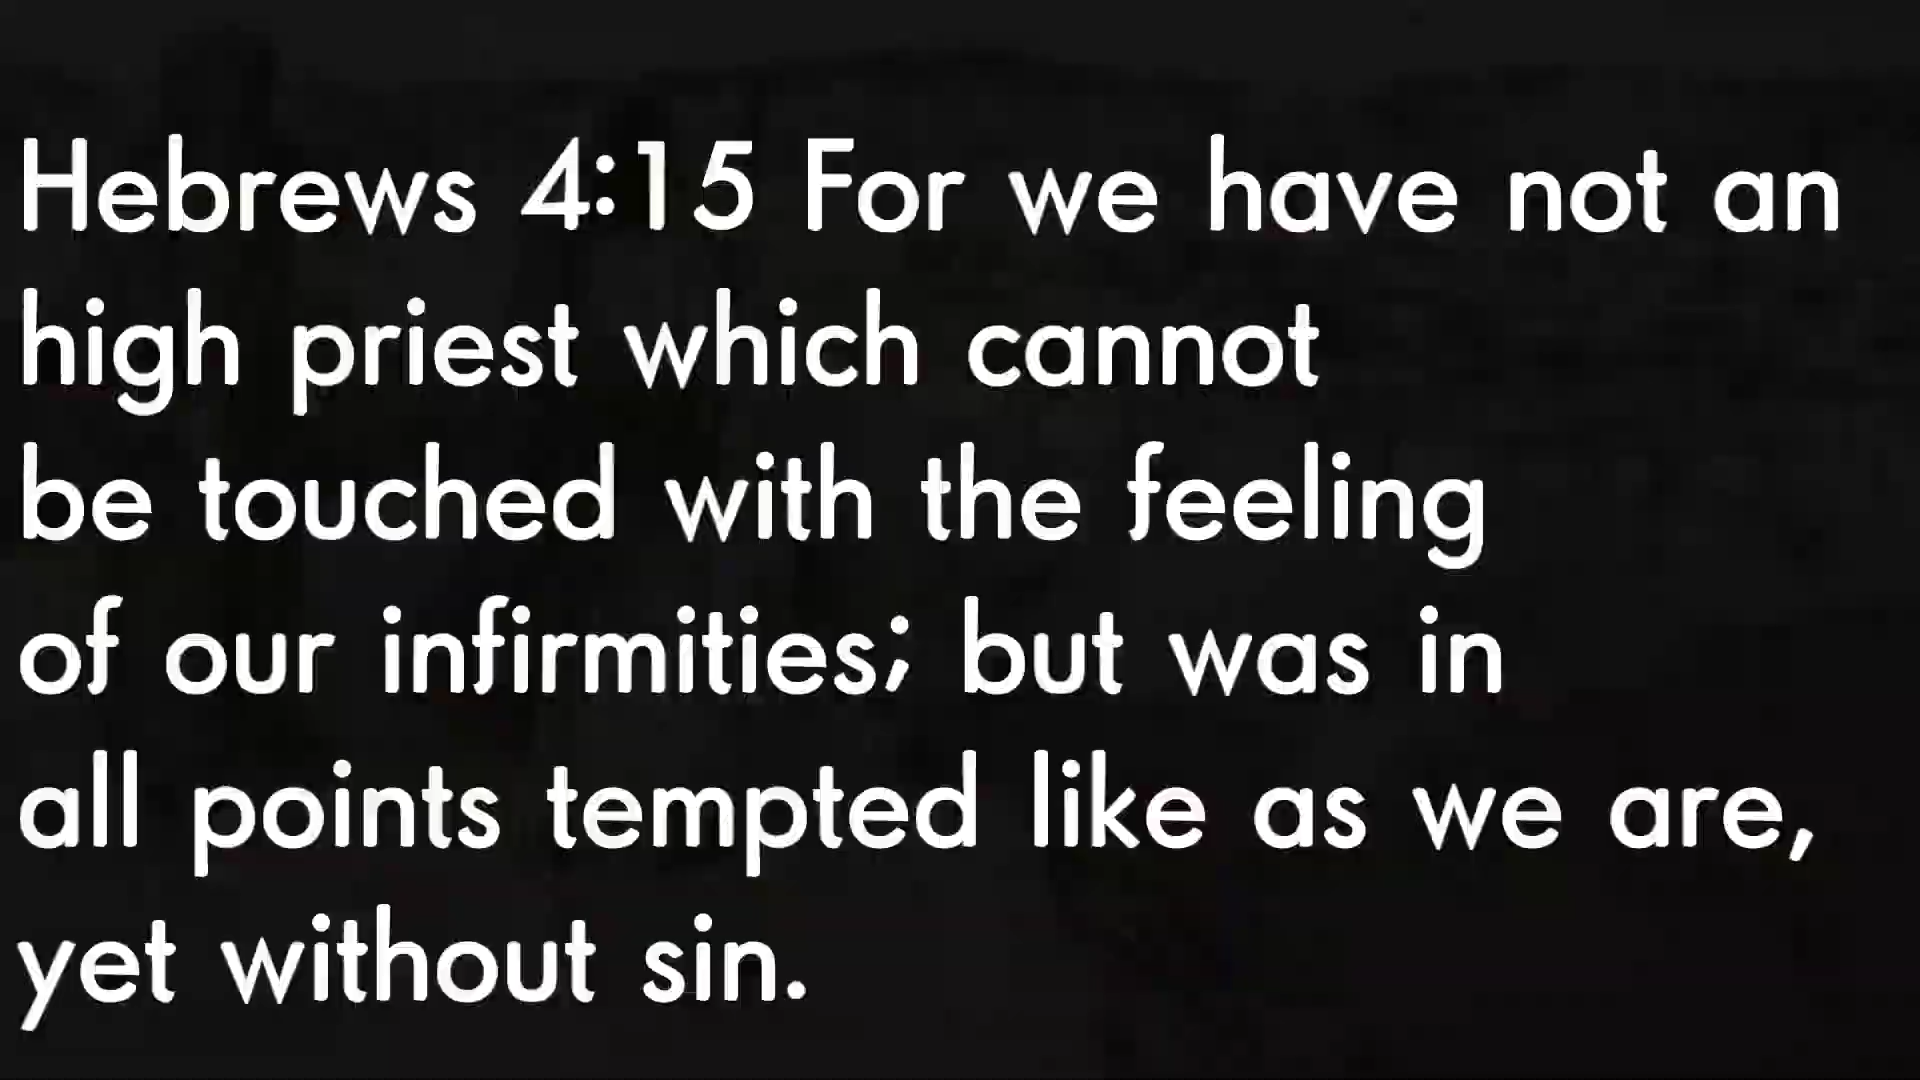 Hebrews 4:15 For we have not an
high priest which cannot
be touched with the feeling
of our infirmities; but was in
all points tempted like as we are,
yet without sin.